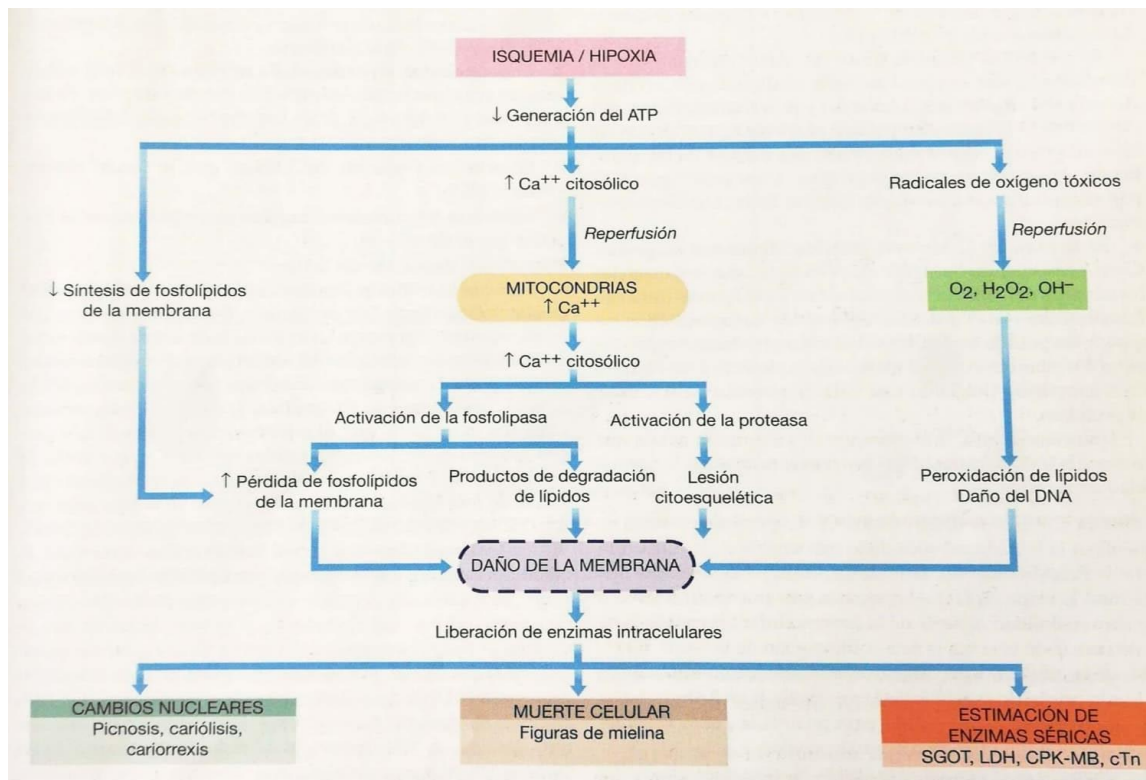 ISQUEMIA / HIPOXIA
↓ Generación del ATP
↑ Ca++ citosólico
Radicales de oxígeno tóxicos
Reperfusión
Reperfusión
↓ Síntesis de fosfolípidos
de la membrana
MITOCONDRIAS
↑ Ca++
O2, H2O2, OH–
↑ Ca++ citosólico
Activación de la fosfolipasa
Activación de la proteasa
↑ Pérdida de fosfolípidos
de la membrana
Productos de degradación
de lípidos
Lesión
citoesquelética
Peroxidación de lípidos
Daño del DNA
DAÑO DE LA MEMBRANA
Liberación de enzimas intracelulares
CAMBIOS NUCLEARES
Picnosis, cariólisis,
cariorrexis
MUERTE CELULAR
Figuras de mielina
ESTIMACIÓN DE
ENZIMAS SÉRICAS
SGOT, LDH, CPK-MB, cTn